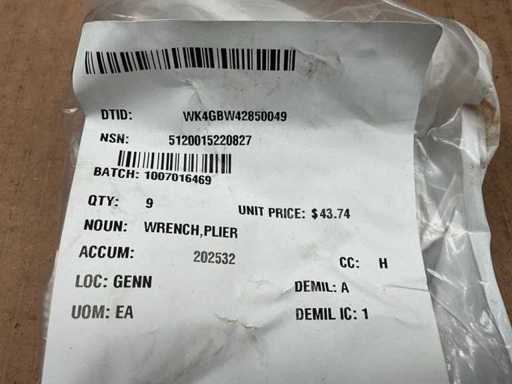 DTID: WK4GBW42850049
NSN: 5120015220827
BATCH: 1007016469
QTY: 9 UNIT PRICE: $43.74
NOUN: WRENCH,PLIER
ACCUM: 202532 CC: H
LOC: GENN DEMIL: A
UOM: EA DEMIL IC: 1